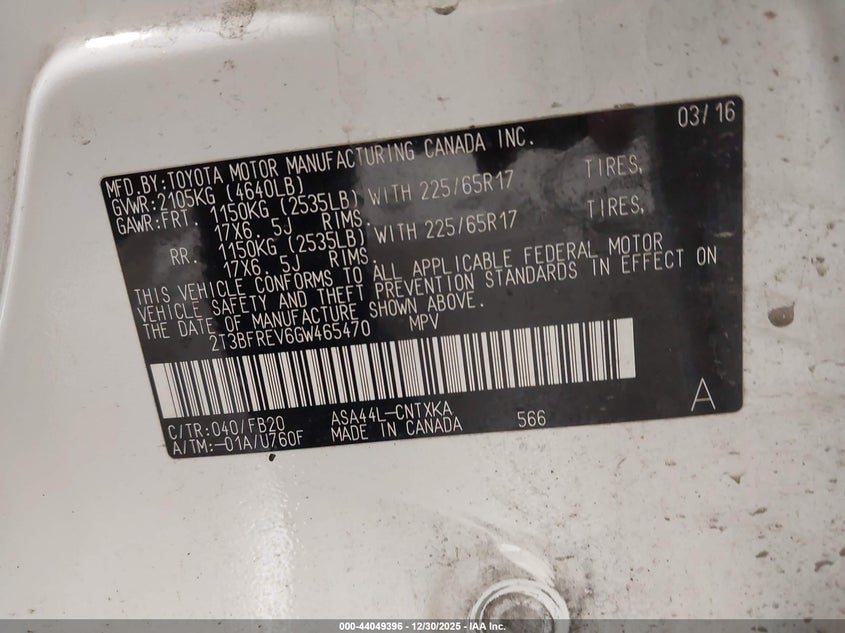 03/16
MFD.BY:TOYOTA MOTOR MANUFACTURING CANADA INC.
GVWR:2105KG (4640LB)
GAWR:FRT. 1150KG (2535LB) WITH 225/65R17 TIRES,
17X6.5J RIMS.
RR. 1150KG (2535LB) WITH 225/65R17 TIRES,
17X6.5J RIMS.
THIS VEHICLE CONFORMS TO ALL APPLICABLE FEDERAL MOTOR
VEHICLE SAFETY AND THEFT PREVENTION STANDARDS IN EFFECT ON
THE DATE OF MANUFACTURE SHOWN ABOVE.
2T3BFREV6GW465470 MPV
C/TR:040/FB20 ASA44L-CNTXKA 566 A
A/TM:-01A/U760F MADE IN CANADA
000-44049396 - 12/30/2025 - IAA Inc.